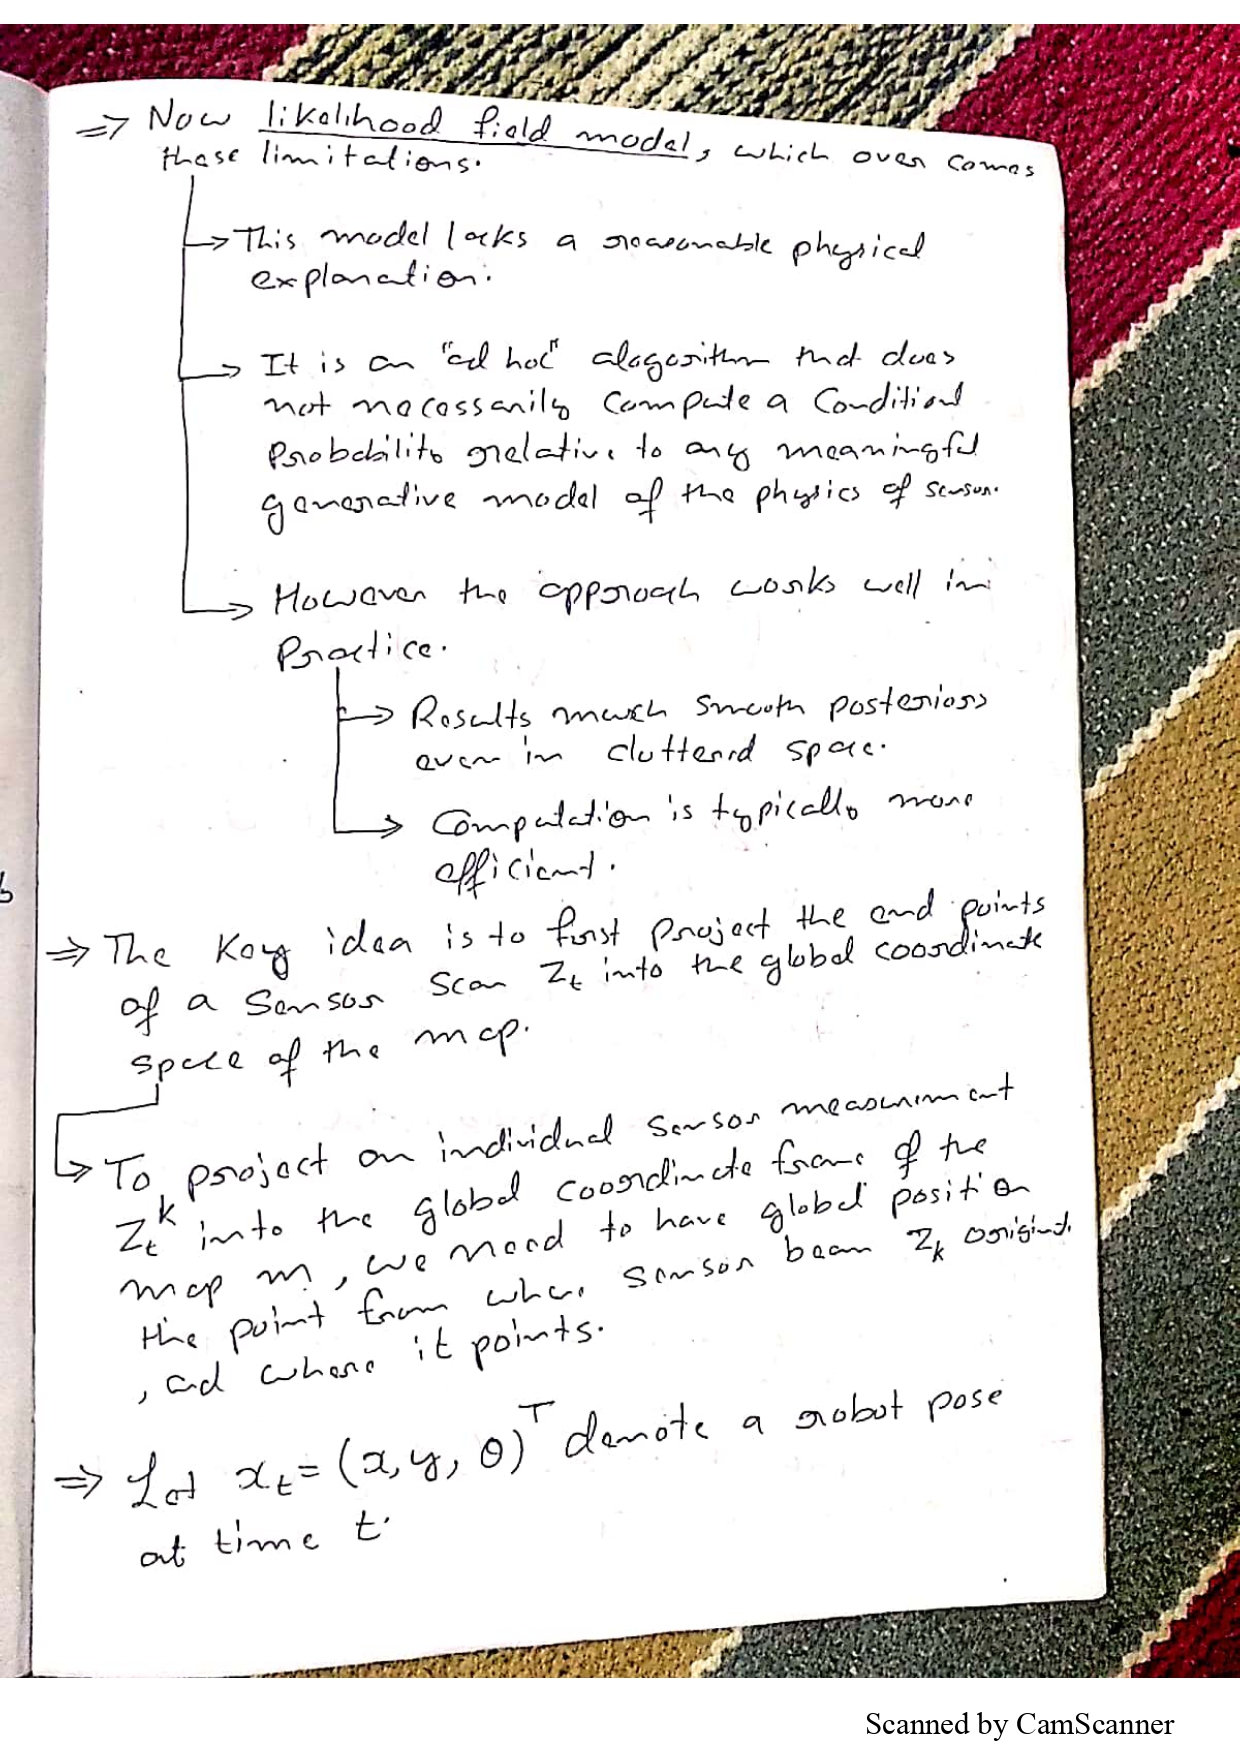 ⇒ Now likelihood field model, which over comes
these limitations.
→ This model lacks a reasonable physical
explanation.
→ It is an "ad hoc" alogorithm that does
not necessarily compute a Conditional
Probability relative to any meaningful
generative model of the physics of sensor.
→ However the approach works well in
Practice.
→ Results much smooth posteriors
even in cluttered space.
→ Computation is typically more
efficient.
⇒ The Key idea is to first project the end points
of a Sensor Scan Z_t into the global coordinate
space of the map.
→ To project an individual sensor measurement
Z_t^k into the global coordinate frame of the
map m, we need to have global position
the point from where sensor beam Z_k originat.
, and where it points.
⇒ Let x_t = (x, y, θ)^T denote a robot pose
at time t.
Scanned by CamScanner